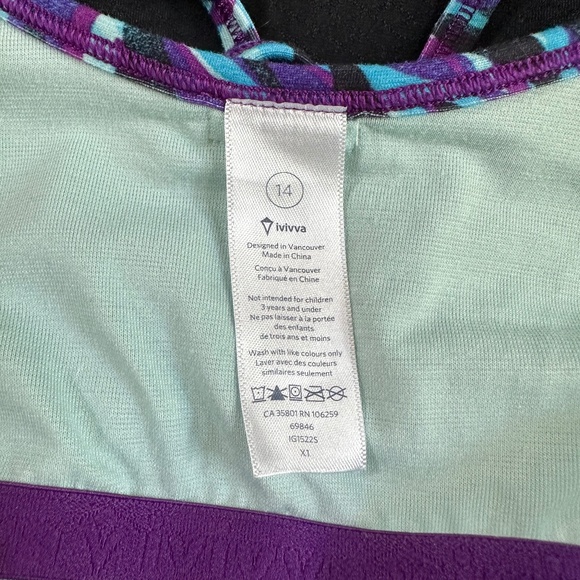 14
ivivva
Designed in Vancouver
Made in China
Conçu à Vancouver
Fabriqué en Chine
Not intended for children
3 years and under
Ne pas laisser à la portée
des enfants
de trois ans et moins
Wash with like colours only
Laver avec des couleurs
similaires seulement
CA 35801 RN 106259
69846
IG1522S
X1